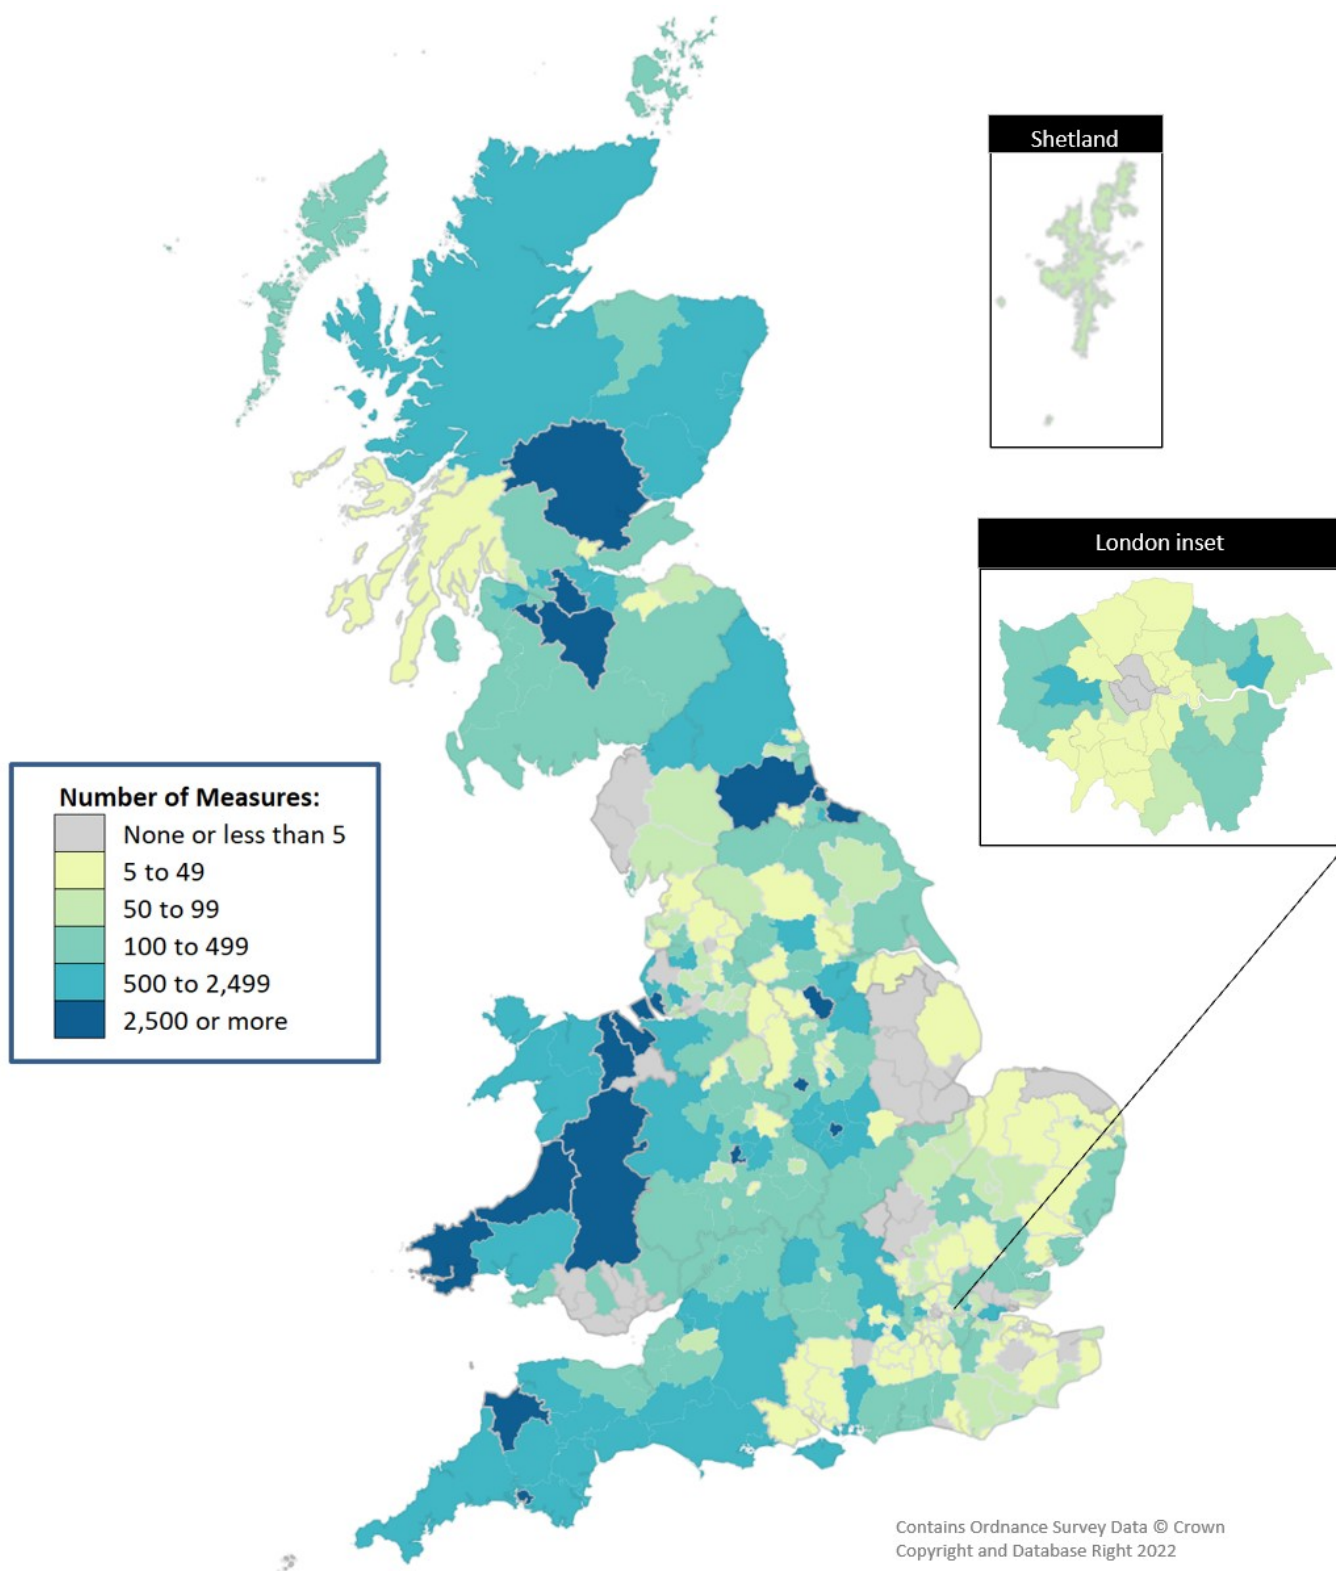 Shetland
London inset
Number of Measures:
None or less than 5
5 to 49
50 to 99
100 to 499
500 to 2,499
2,500 or more
Contains Ordnance Survey Data © Crown
Copyright and Database Right 2022